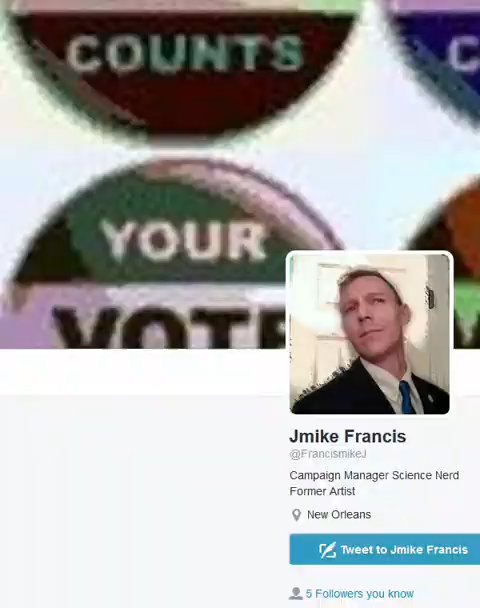 COUNTS
C
YOUR
VOTE
Jmike Francis
@FrancismikeJ
Campaign Manager Science Nerd
Former Artist
New Orleans
Tweet to Jmike Francis
5 Followers you know